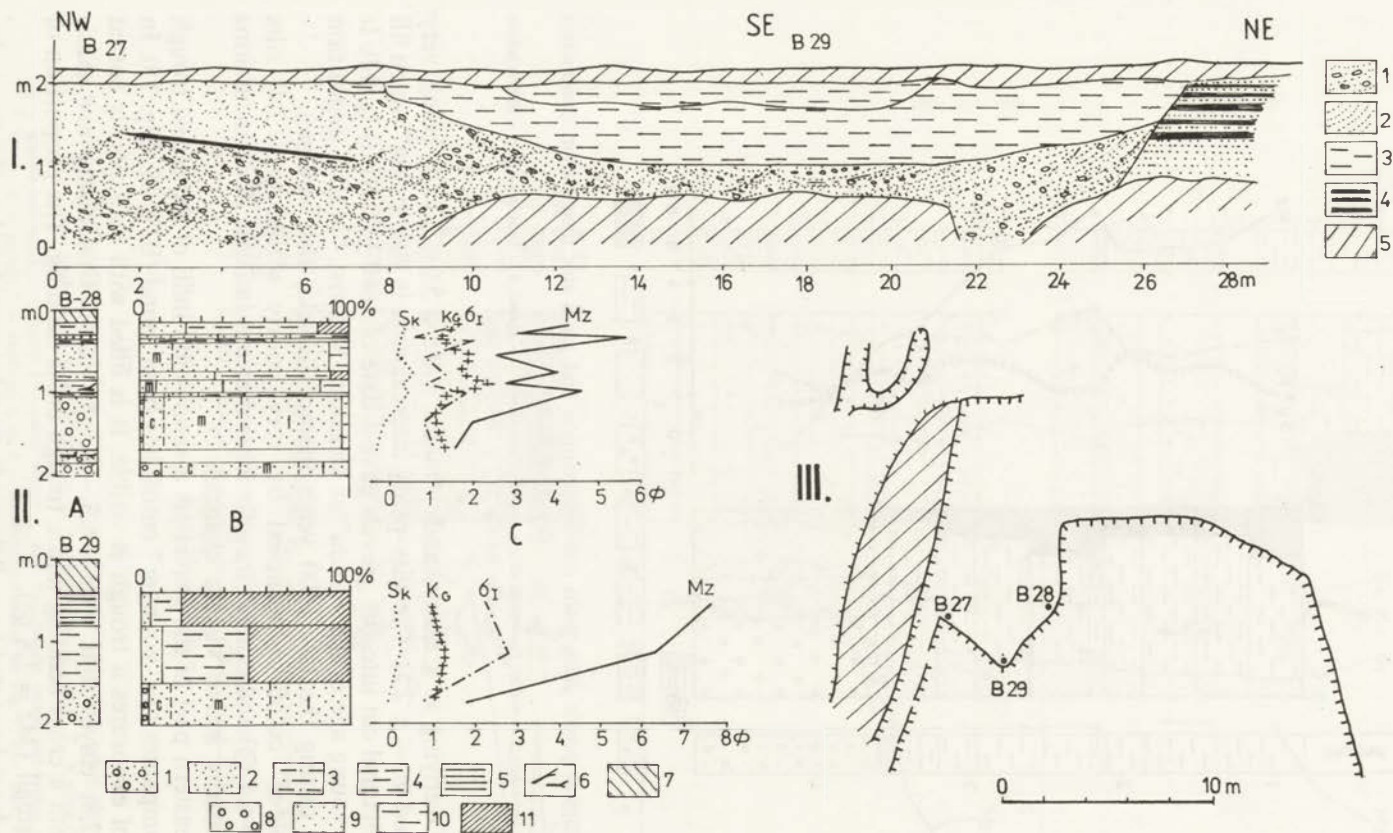 NW SE NE
B 27. B 29
m 2
1
I.
1
2
3
4
5
0
0 2 4 6 8 10 12 14 16 18 20 22 24 26 28m
B-28
m 0 0 100%
Sk KG σI Mz
m l
m
1
c m l
c m l
2
0 1 2 3 4 5 6 ϕ
II. A B C
III.
B 29
m 0 0 100%
Sk KG σI Mz
1
c m l
2
0 1 2 3 4 5 6 7 8 ϕ
B 27 B 28
B 29
1 2 3 4 5 6 7
8 9 10 11
0 10 m